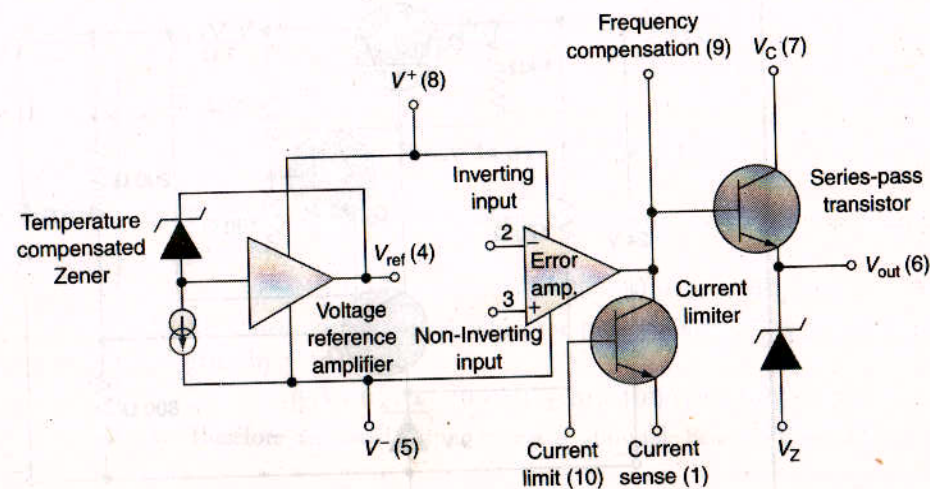 Frequency
compensation (9)
V_C (7)
V⁺ (8)
Inverting
input
Series-pass
transistor
Temperature
compensated
Zener
2
−
V_ref (4)
Error
amp.
V_out (6)
3
+
Current
limiter
Voltage
reference
amplifier
Non-Inverting
input
V⁻ (5)
Current
limit (10)
Current
sense (1)
V_Z